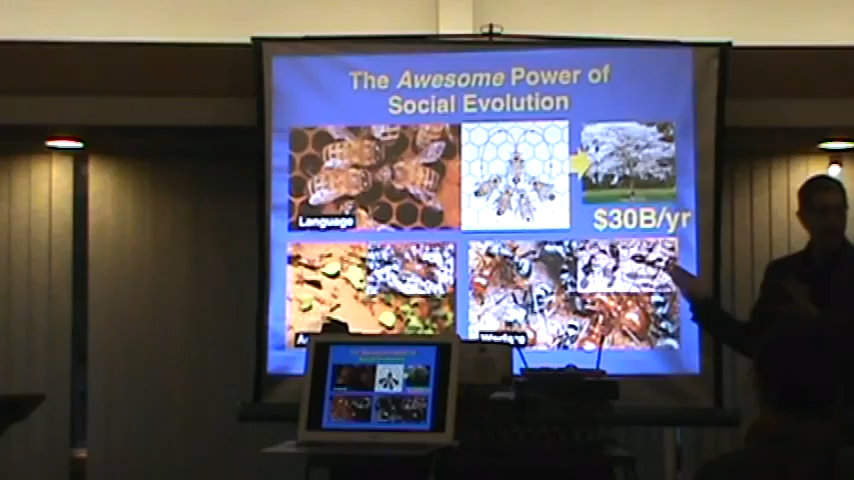 The Awesome Power of
Social Evolution
Language
$30B/yr